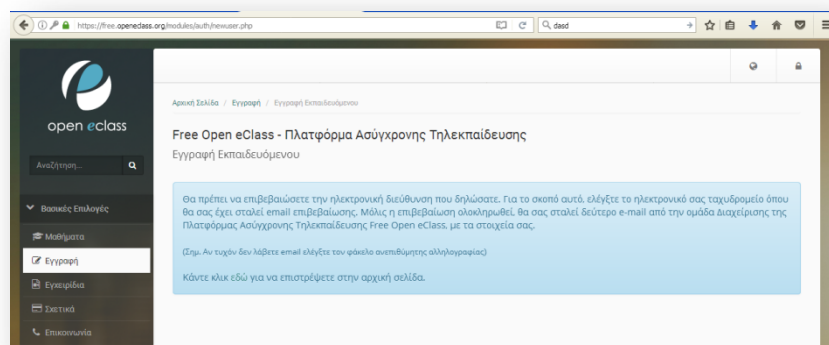 https://free.openeclass.org/modules/auth/newuser.php
dasd
open eclass
Αναζήτηση...
Βασικές Επιλογές
Μαθήματα
Εγγραφή
Εγχειρίδια
Σχετικά
Επικοινωνία
Αρχική Σελίδα / Εγγραφή / Εγγραφή Εκπαιδευόμενου
Free Open eClass - Πλατφόρμα Ασύγχρονης Τηλεκπαίδευσης
Εγγραφή Εκπαιδευόμενου
Θα πρέπει να επιβεβαιώσετε την ηλεκτρονική διεύθυνση που δηλώσατε. Για το σκοπό αυτό, ελέγξτε το ηλεκτρονικό σας ταχυδρομείο όπου
θα σας έχει σταλεί email επιβεβαίωσης. Μόλις η επιβεβαίωση ολοκληρωθεί, θα σας σταλεί δεύτερο e-mail από την ομάδα Διαχείρισης της
Πλατφόρμας Ασύγχρονης Τηλεκπαίδευσης Free Open eClass, με τα στοιχεία σας.
(Σημ. Αν τυχόν δεν λάβετε email ελέγξτε τον φάκελο ανεπιθύμητης αλληλογραφίας)
Κάντε κλικ εδώ για να επιστρέψετε στην αρχική σελίδα.